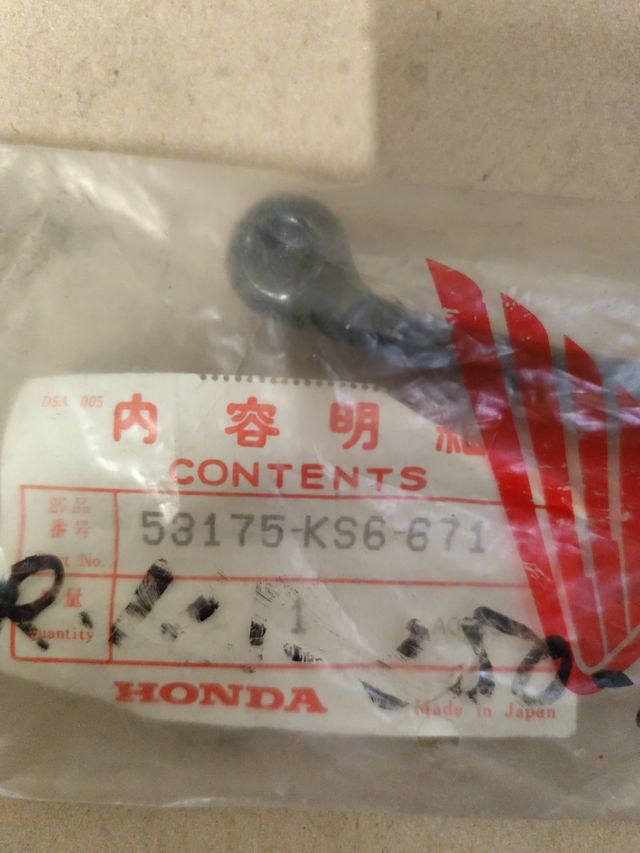 DSA 005
内容明細
CONTENTS
部品
番号 53175-KS6-671
Part No.
数量 1
Quantity
HONDA
Made in Japan